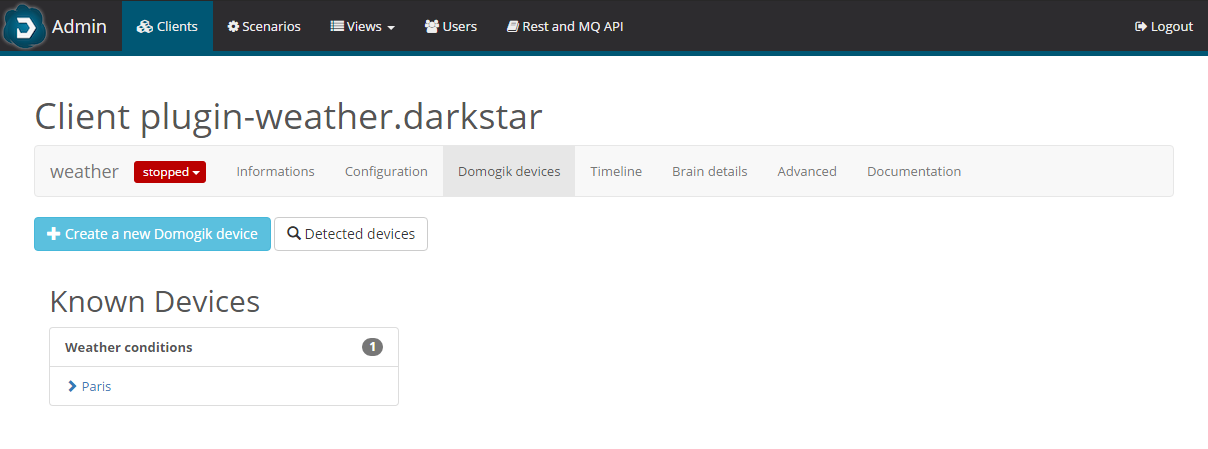 Admin Clients Scenarios Views Users Rest and MQ API Logout
Client plugin-weather.darkstar
weather stopped Informations Configuration Domogik devices Timeline Brain details Advanced Documentation
Create a new Domogik device Detected devices
Known Devices
Weather conditions 1
Paris